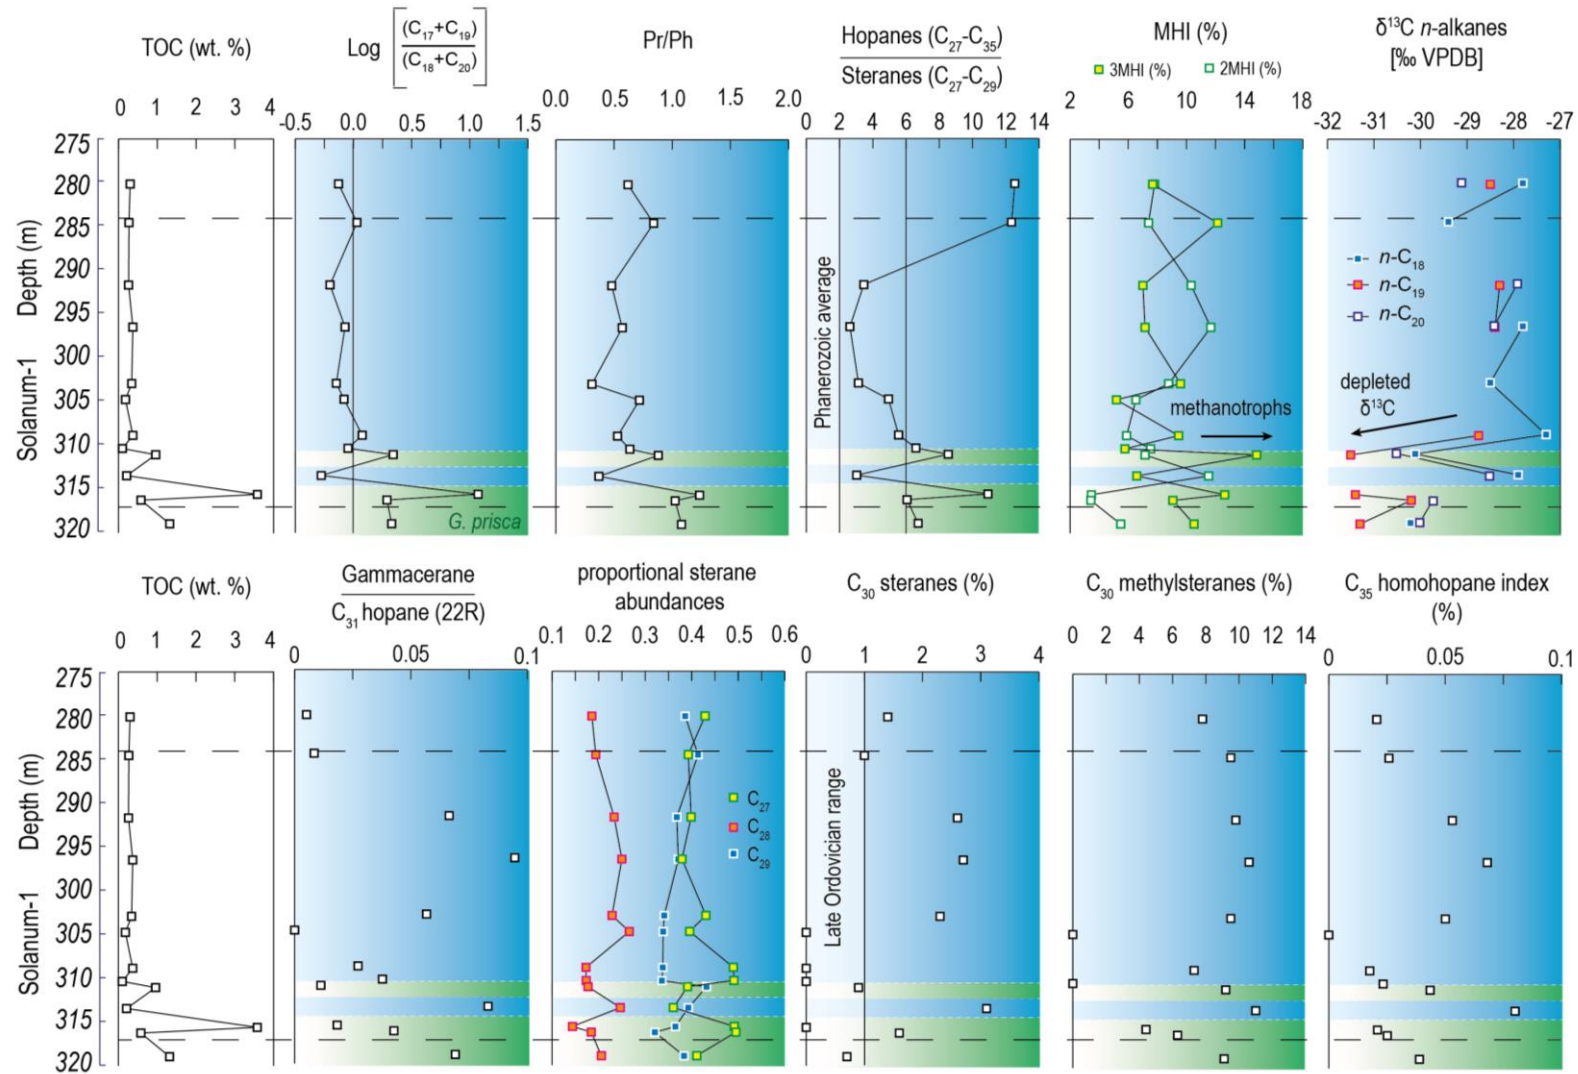 TOC (wt. %)
0 1 2 3 4
Log [(C17+C19) / (C18+C20)]
-0.5 0.0 0.5 1.0 1.5
Pr/Ph
0.0 0.5 1.0 1.5 2.0
Hopanes (C27-C35)
Steranes (C27-C29)
0 2 4 6 8 10 12 14
MHI (%)
3MHI (%) 2MHI (%)
2 6 10 14 18
δ13C n-alkanes
[‰ VPDB]
-32 -31 -30 -29 -28 -27
Solanum-1 Depth (m)
275
280
285
290
295
300
305
310
315
320
G. prisca
Phanerozoic average
methanotrophs
n-C18
n-C19
n-C20
depleted
δ13C
TOC (wt. %)
0 1 2 3 4
Gammacerane
C31 hopane (22R)
0 0.05 0.1
proportional sterane
abundances
0.1 0.2 0.3 0.4 0.5 0.6
C30 steranes (%)
0 1 2 3 4
C30 methylsteranes (%)
0 2 4 6 8 10 12 14
C35 homohopane index
(%)
0 0.05 0.1
Solanum-1 Depth (m)
275
280
285
290
295
300
305
310
315
320
C27
C28
C29
Late Ordovician range